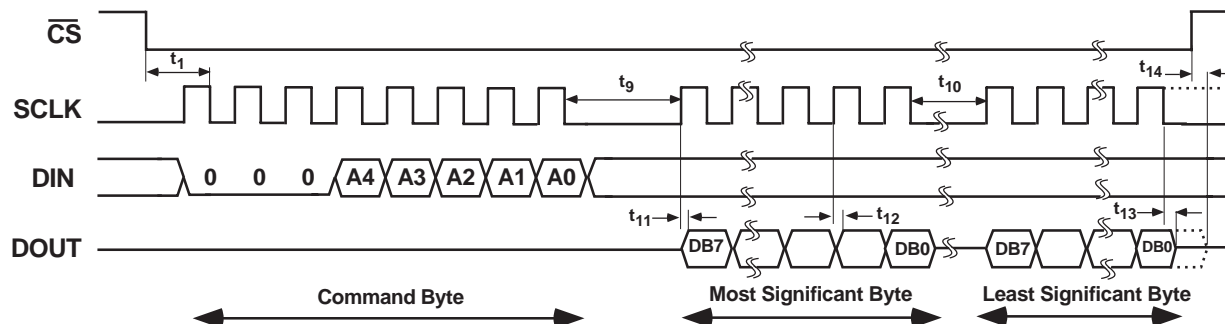 CS
t1
t14
SCLK
t9
t10
DIN
0 0 0 A4 A3 A2 A1 A0
t11
t12
t13
DOUT
DB7 DB0 DB7 DB0
Command Byte
Most Significant Byte
Least Significant Byte